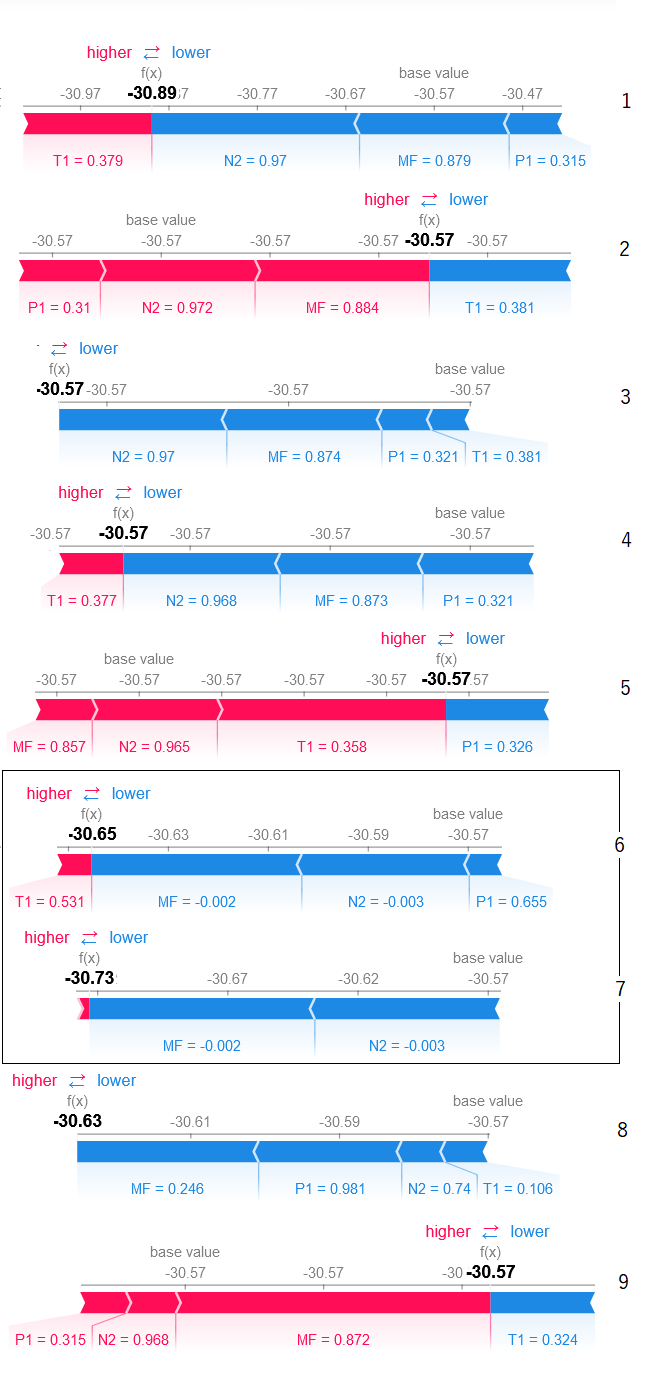 higher ⇄ lower
f(x) base value
-30.97 -30.89 -30.77 -30.67 -30.57 -30.47
1
T1 = 0.379 N2 = 0.97 MF = 0.879 P1 = 0.315
higher ⇄ lower
base value f(x)
-30.57 -30.57 -30.57 -30.57 -30.57 -30.57
2
P1 = 0.31 N2 = 0.972 MF = 0.884 T1 = 0.381
⇄ lower
f(x) base value
-30.57 -30.57 -30.57 -30.57
3
N2 = 0.97 MF = 0.874 P1 = 0.321 T1 = 0.381
higher ⇄ lower
f(x) base value
-30.57 -30.57 -30.57 -30.57 -30.57
4
T1 = 0.377 N2 = 0.968 MF = 0.873 P1 = 0.321
higher ⇄ lower
base value f(x)
-30.57 -30.57 -30.57 -30.57 -30.57 -30.57 :57
5
MF = 0.857 N2 = 0.965 T1 = 0.358 P1 = 0.326
higher ⇄ lower
f(x) base value
-30.65 -30.63 -30.61 -30.59 -30.57
6
T1 = 0.531 MF = -0.002 N2 = -0.003 P1 = 0.655
higher ⇄ lower
f(x) base value
-30.73 -30.67 -30.62 -30.57
7
MF = -0.002 N2 = -0.003
higher ⇄ lower
f(x) base value
-30.63 -30.61 -30.59 -30.57
8
MF = 0.246 P1 = 0.981 N2 = 0.74 T1 = 0.106
higher ⇄ lower
base value f(x)
-30.57 -30.57 -30 -30.57
9
P1 = 0.315 N2 = 0.968 MF = 0.872 T1 = 0.324